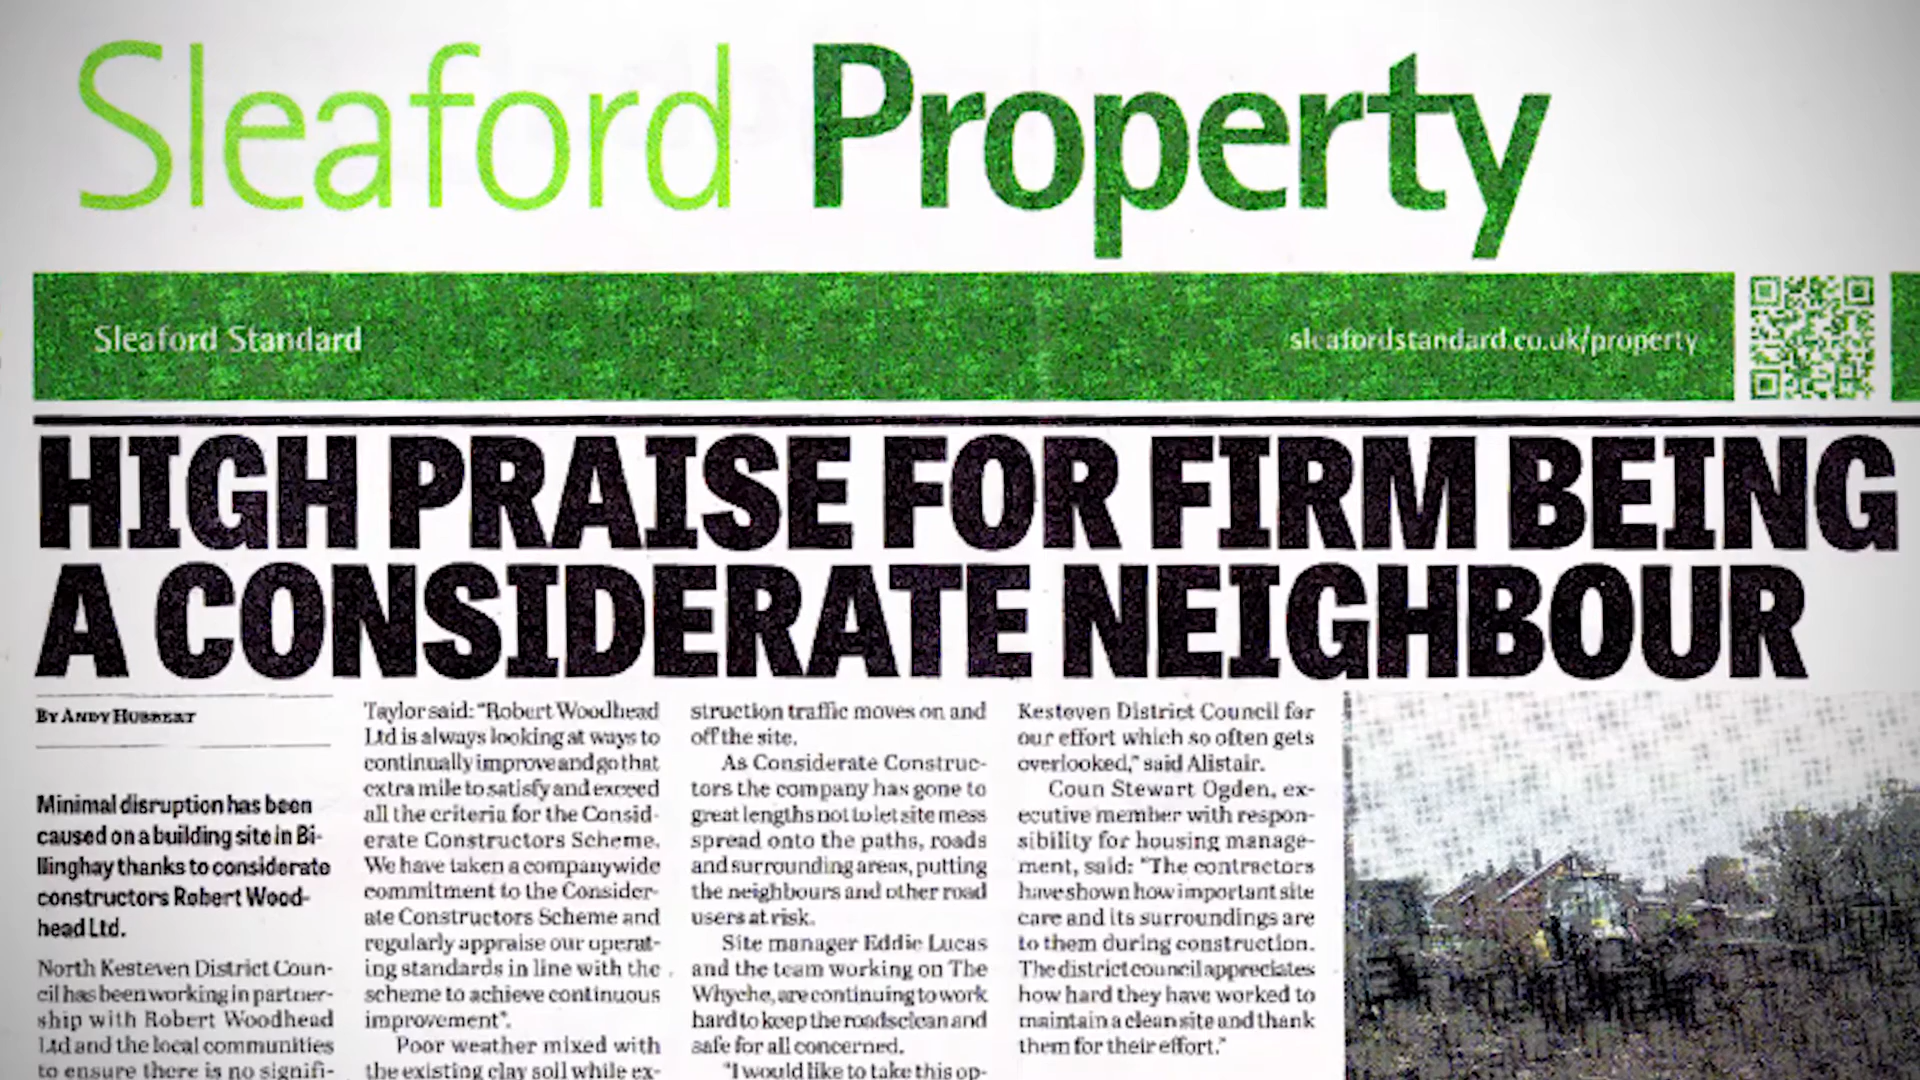 Sleaford Property
Sleaford Standard
sleafordstandard.co.uk/property
HIGH PRAISE FOR FIRM BEING
A CONSIDERATE NEIGHBOUR
BY ANDY HUBBERT
Minimal disruption has been
caused on a building site in Bi-
llinghay thanks to considerate
constructors Robert Wood-
head Ltd.
North Kesteven District Coun-
cil has been working in partner-
ship with Robert Woodhead
Ltd and the local communities
to ensure there is no signifi-
Taylor said: "Robert Woodhead
Ltd is always looking at ways to
continually improve and go that
extra mile to satisfy and exceed
all the criteria for the Consid-
erate Constructors Scheme.
We have taken a companywide
commitment to the Consider-
ate Constructors Scheme and
regularly appraise our operat-
ing standards in line with the
scheme to achieve continuous
improvement".
Poor weather mixed with
the existing clay soil while ex-
struction traffic moves on and
off the site.
As Considerate Construc-
tors the company has gone to
great lengths not to let site mess
spread onto the paths, roads
and surrounding areas, putting
the neighbours and other road
users at risk.
Site manager Eddie Lucas
and the team working on The
Whyche, are continuing to work
hard to keep the roads clean and
safe for all concerned.
"I would like to take this op-
Kesteven District Council for
our effort which so often gets
overlooked," said Alistair.
Coun Stewart Ogden, ex-
ecutive member with respon-
sibility for housing manage-
ment, said: "The contractors
have shown how important site
care and its surroundings are
to them during construction.
The district council appreciates
how hard they have worked to
maintain a clean site and thank
them for their effort."